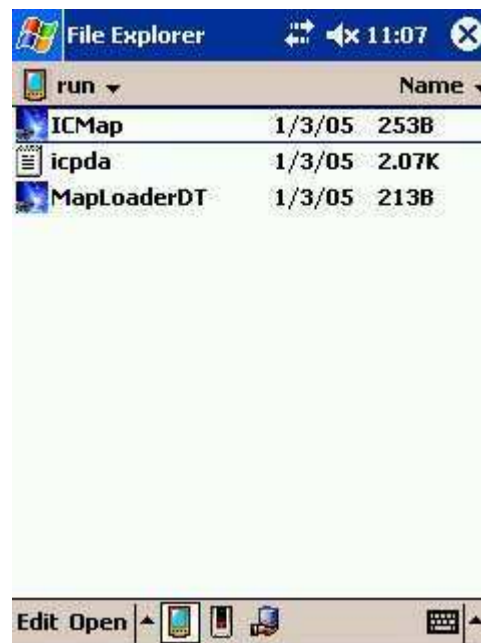 File Explorer 11:07
run Name
ICMap 1/3/05 253B
icpda 1/3/05 2.07K
MapLoaderDT 1/3/05 213B
Edit Open